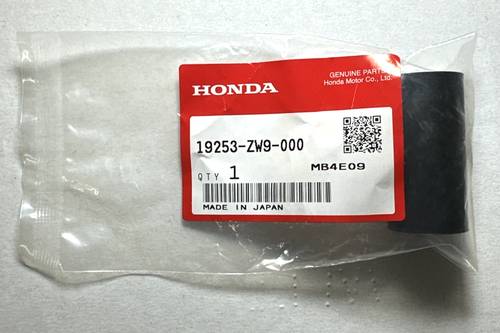 GENUINE PARTS
Honda Motor Co., Ltd.
HONDA
19253-ZW9-000
QTY 1
MB4E09
MADE IN JAPAN